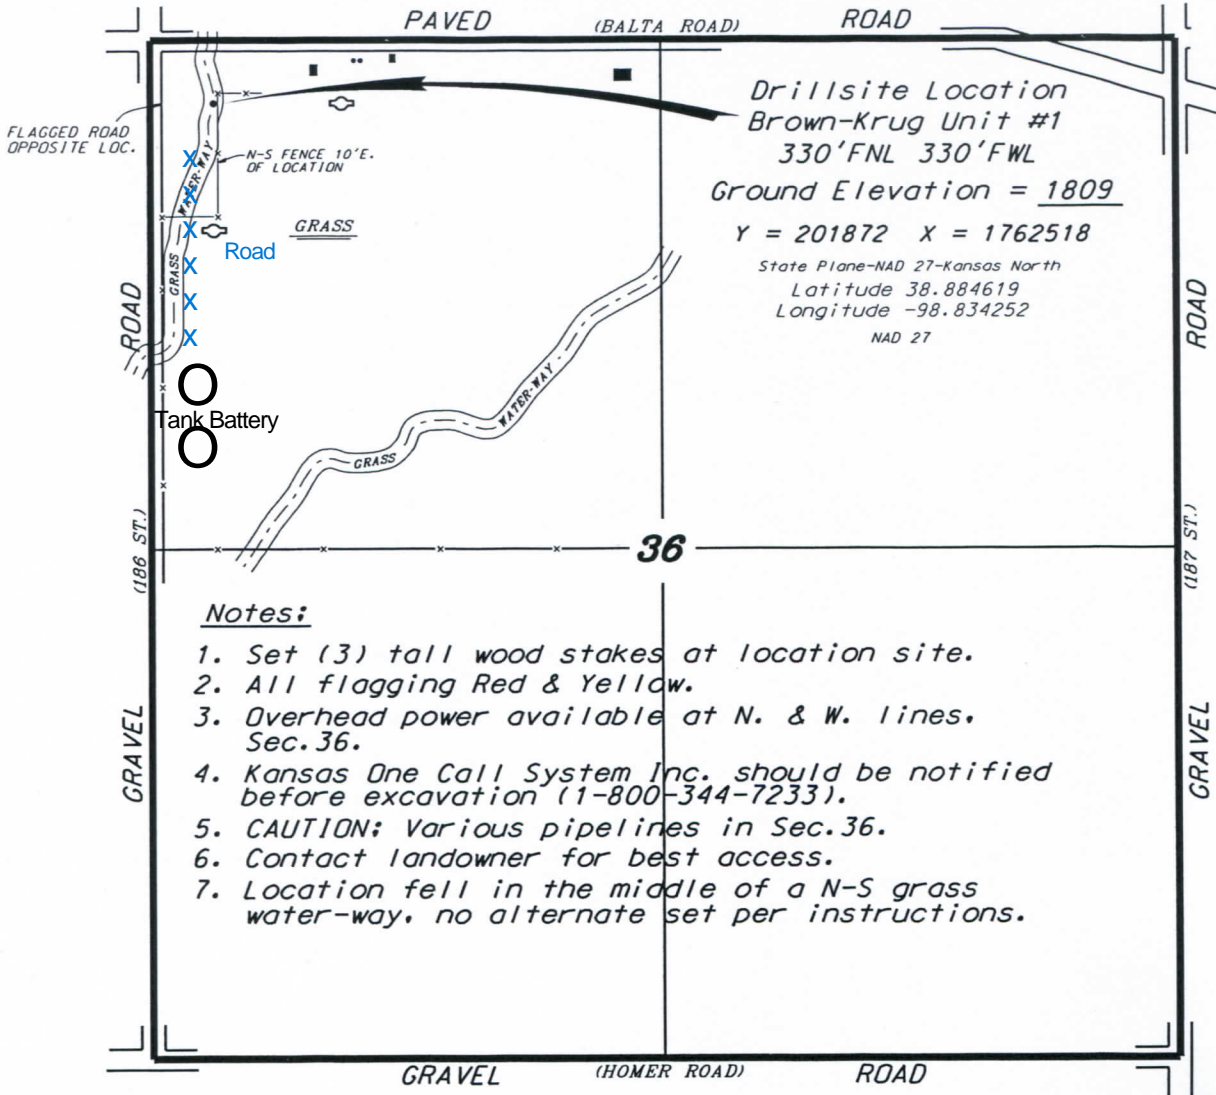 PAVED (BALTA ROAD) ROAD
Drillsite Location
Brown-Krug Unit #1
330'FNL 330'FWL
Ground Elevation = 1809
Y = 201872 X = 1762518
State Plane-NAD 27-Kansas North
Latitude 38.884619
Longitude -98.834252
NAD 27
FLAGGED ROAD
OPPOSITE LOC.
WATER-WAY
N-S FENCE 10'E.
OF LOCATION
X
X
X
X
X
X
GRASS
Road
GRASS
ROAD
ROAD
O
Tank Battery
O
WATER-WAY
GRASS
(186 ST.)
36
(187 ST.)
Notes:
1. Set (3) tall wood stakes at location site.
2. All flagging Red & Yellow.
3. Overhead power available at N. & W. lines,
Sec.36.
4. Kansas One Call System Inc. should be notified
before excavation (1-800-344-7233).
5. CAUTION: Various pipelines in Sec.36.
6. Contact landowner for best access.
7. Location fell in the middle of a N-S grass
water-way, no alternate set per instructions.
GRAVEL
GRAVEL
GRAVEL (HOMER ROAD) ROAD